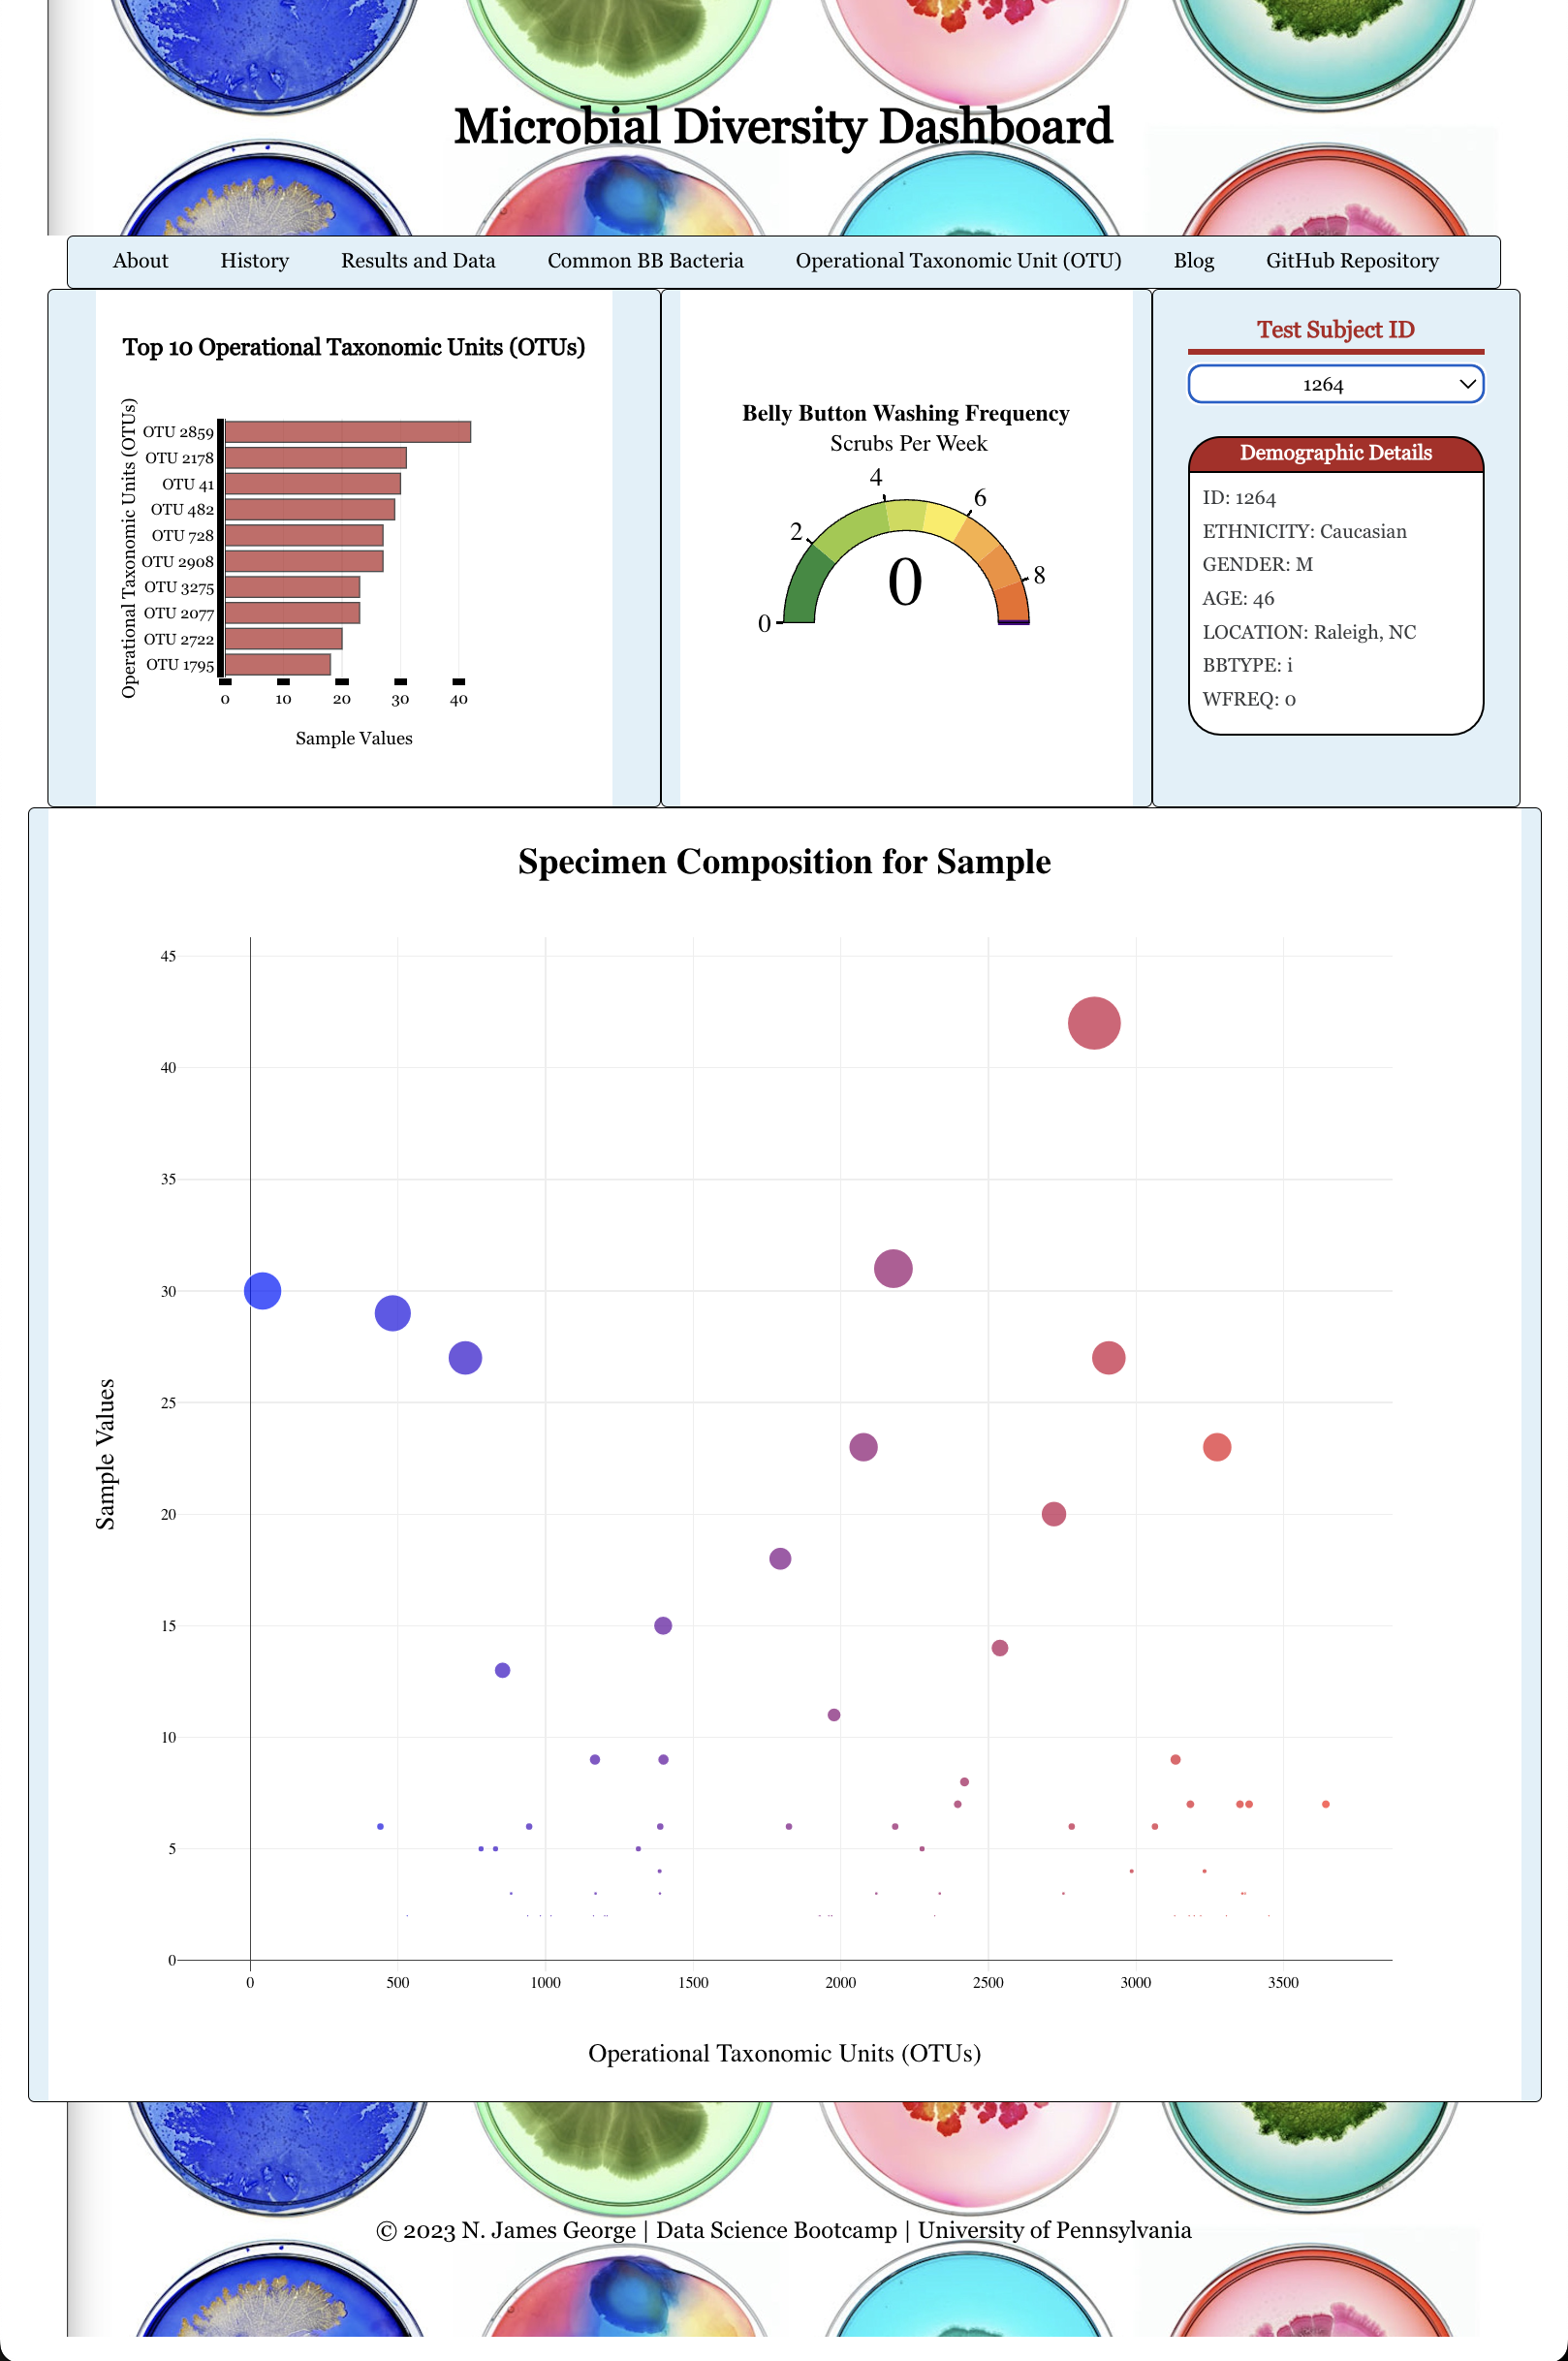 Microbial Diversity Dashboard
About History Results and Data Common BB Bacteria Operational Taxonomic Unit (OTU) Blog GitHub Repository
Top 10 Operational Taxonomic Units (OTUs)
Operational Taxonomic Units (OTUs)
OTU 2859
OTU 2178
OTU 41
OTU 482
OTU 728
OTU 2908
OTU 3275
OTU 2077
OTU 2722
OTU 1795
0 10 20 30 40
Sample Values
Belly Button Washing Frequency
Scrubs Per Week
0
2
4
6
8
0
Test Subject ID
1264
Demographic Details
ID: 1264
ETHNICITY: Caucasian
GENDER: M
AGE: 46
LOCATION: Raleigh, NC
BBTYPE: i
WFREQ: 0
Specimen Composition for Sample
Sample Values
45
40
35
30
25
20
15
10
5
0
0 500 1000 1500 2000 2500 3000 3500
Operational Taxonomic Units (OTUs)
© 2023 N. James George | Data Science Bootcamp | University of Pennsylvania